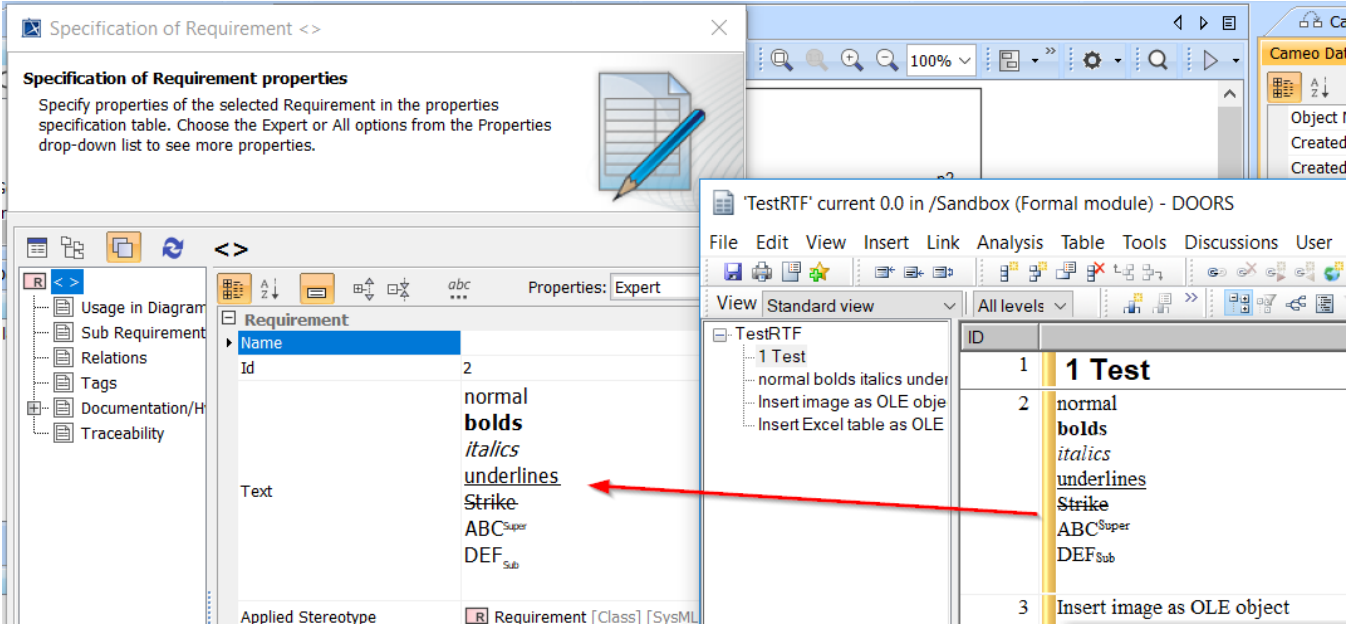 Specification of Requirement <>
Specification of Requirement properties
Specify properties of the selected Requirement in the properties
specification table. Choose the Expert or All options from the Properties
drop-down list to see more properties.
<>
< >
Usage in Diagram
Sub Requirement
Relations
Tags
Documentation/H
Traceability
Properties: Expert
Requirement
Name
Id 2
Text
normal
bolds
italics
underlines
Strike
ABCSuper
DEFSub
Applied Stereotype
R Requirement [Class] [SysML
100%
Ca
Cameo Dat
Object
Created
Created
'TestRTF' current 0.0 in /Sandbox (Formal module) - DOORS
File Edit View Insert Link Analysis Table Tools Discussions User
View Standard view All levels
TestRTF
1 Test
normal bolds italics under
Insert image as OLE obje
Insert Excel table as OLE
ID
1 1 Test
2 normal
bolds
italics
underlines
Strike
ABCSuper
DEFSub
3 Insert image as OLE object